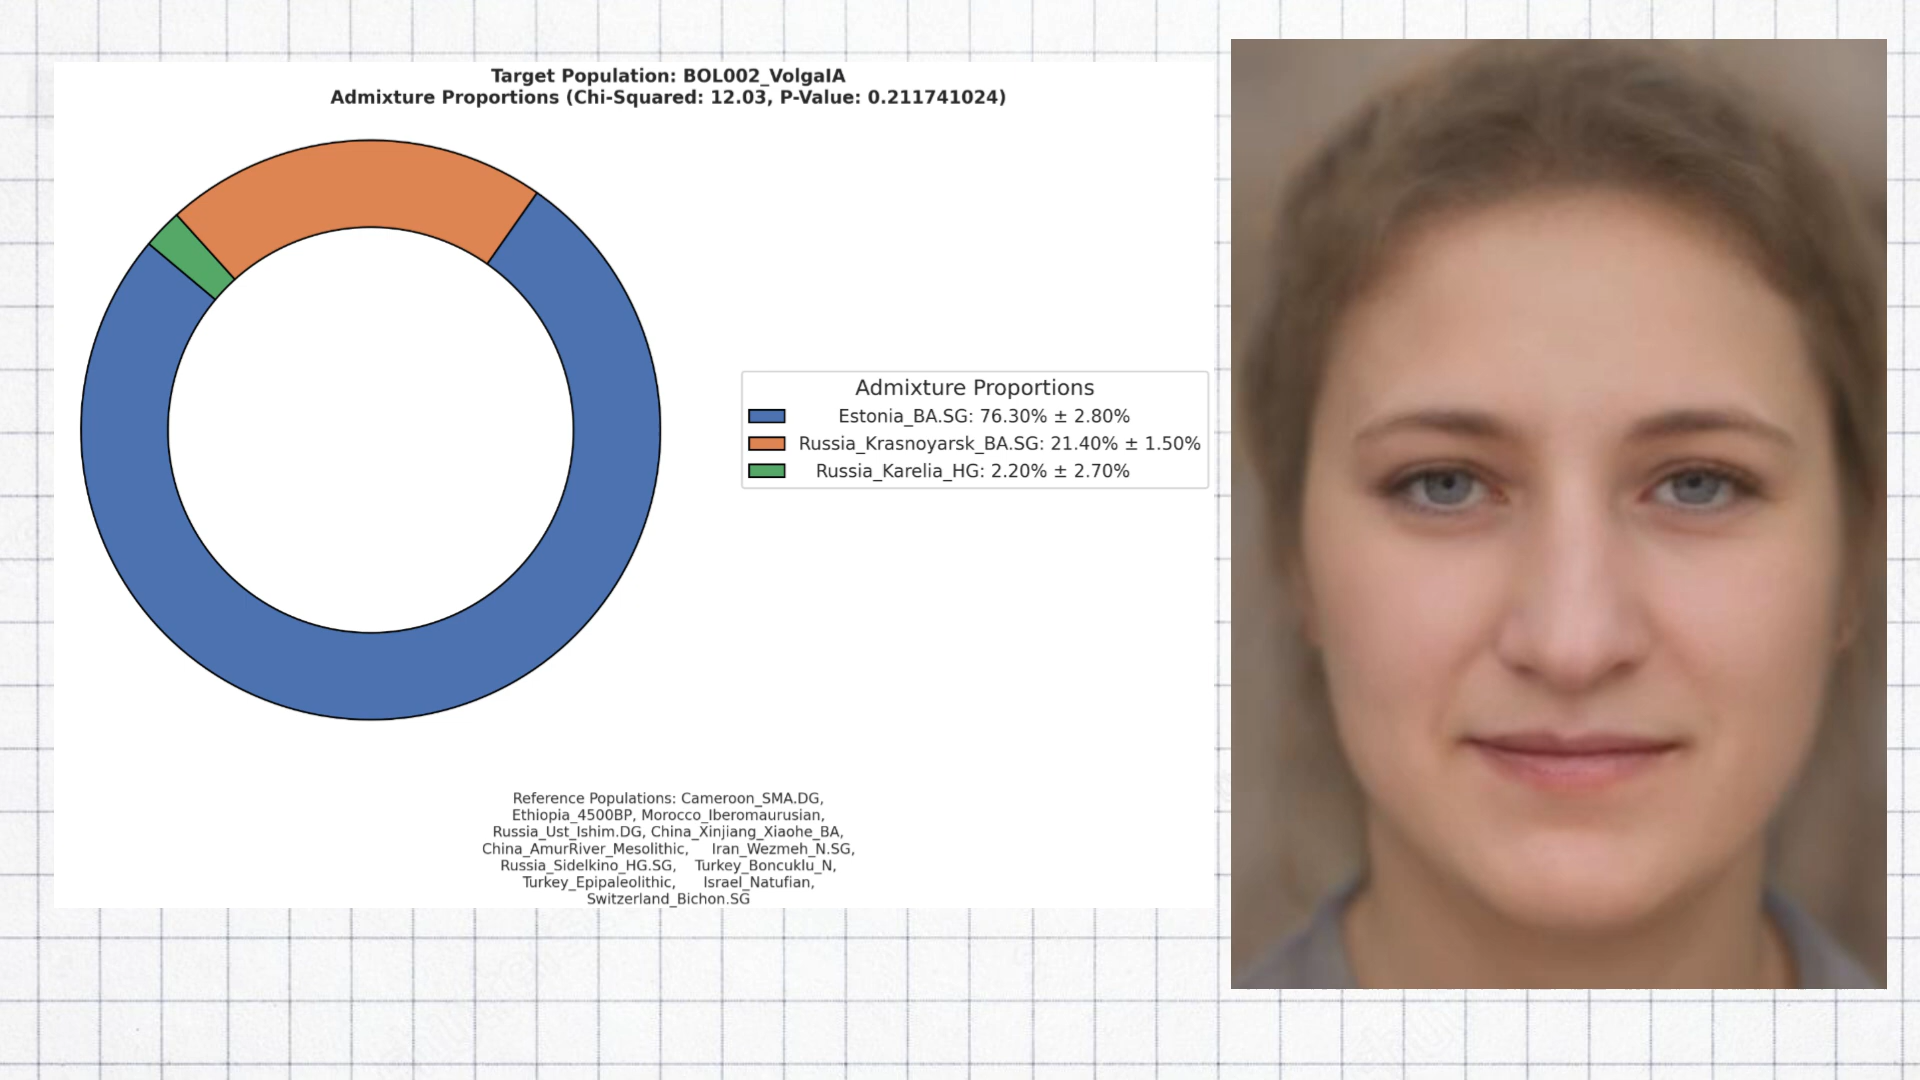 Target Population: BOL002_VolgaIA
Admixture Proportions (Chi-Squared: 12.03, P-Value: 0.211741024)
Admixture Proportions
Estonia_BA.SG: 76.30% ± 2.80%
Russia_Krasnoyarsk_BA.SG: 21.40% ± 1.50%
Russia_Karelia_HG: 2.20% ± 2.70%
Reference Populations: Cameroon_SMA.DG,
Ethiopia_4500BP, Morocco_Iberomaurusian,
Russia_Ust_Ishim.DG, China_Xinjiang_Xiaohe_BA,
China_AmurRiver_Mesolithic, Iran_Wezmeh_N.SG,
Russia_Sidelkino_HG.SG, Turkey_Boncuklu_N,
Turkey_Epipaleolithic, Israel_Natufian,
Switzerland_Bichon.SG